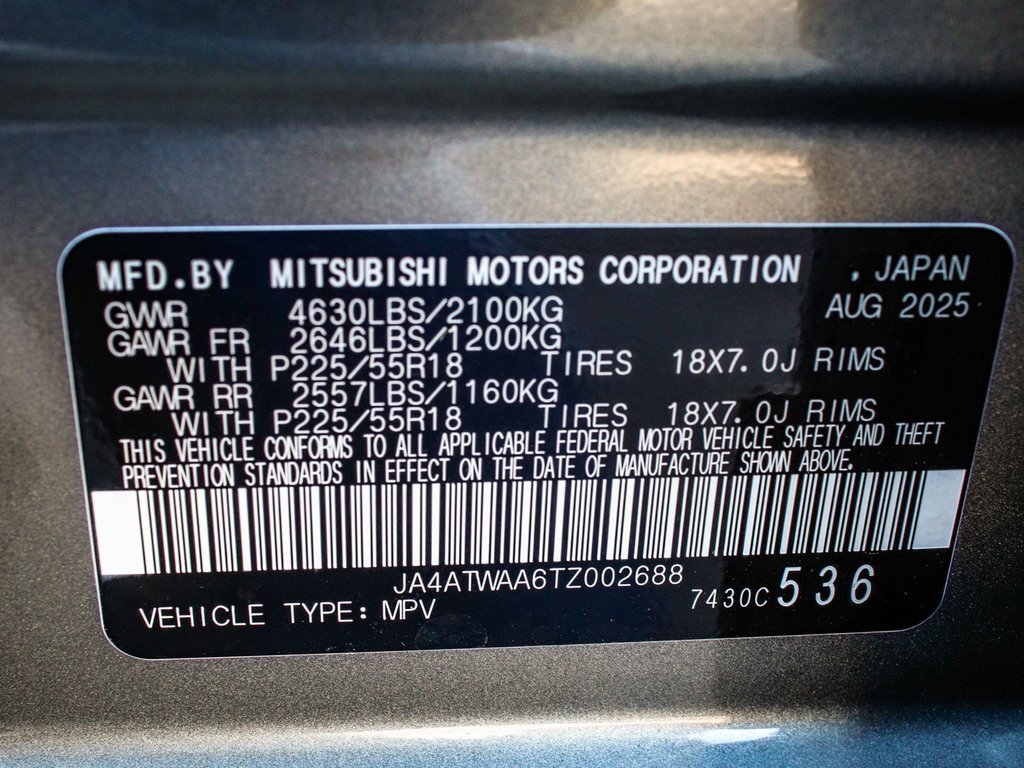 MFD.BY MITSUBISHI MOTORS CORPORATION , JAPAN
GVWR 4630LBS/2100KG AUG 2025
GAWR FR 2646LBS/1200KG
WITH P225/55R18 TIRES 18X7.0J RIMS
GAWR RR 2557LBS/1160KG
WITH P225/55R18 TIRES 18X7.0J RIMS
THIS VEHICLE CONFORMS TO ALL APPLICABLE FEDERAL MOTOR VEHICLE SAFETY AND THEFT
PREVENTION STANDARDS IN EFFECT ON THE DATE OF MANUFACTURE SHOWN ABOVE.
JA4ATWAA6TZ002688
VEHICLE TYPE: MPV 7430C 536